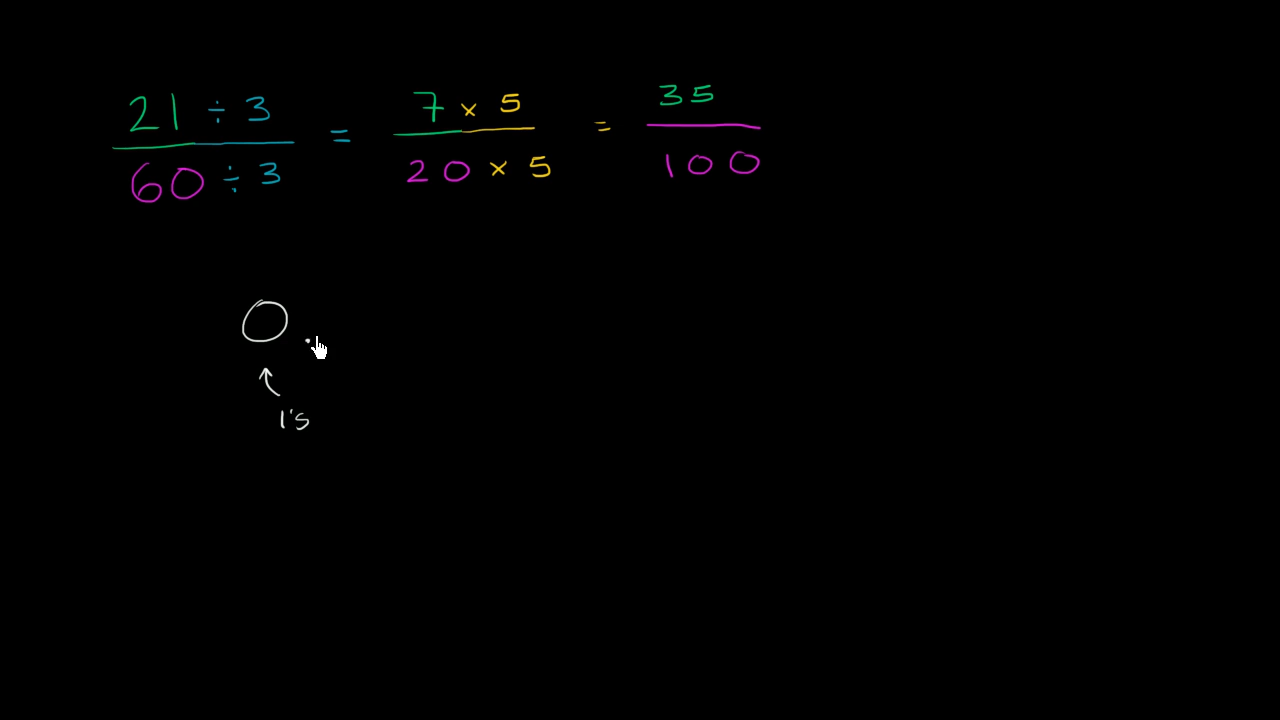 21 ÷ 3 / 60 ÷ 3 = 7 × 5 / 20 × 5 = 35 / 100
0.
1's